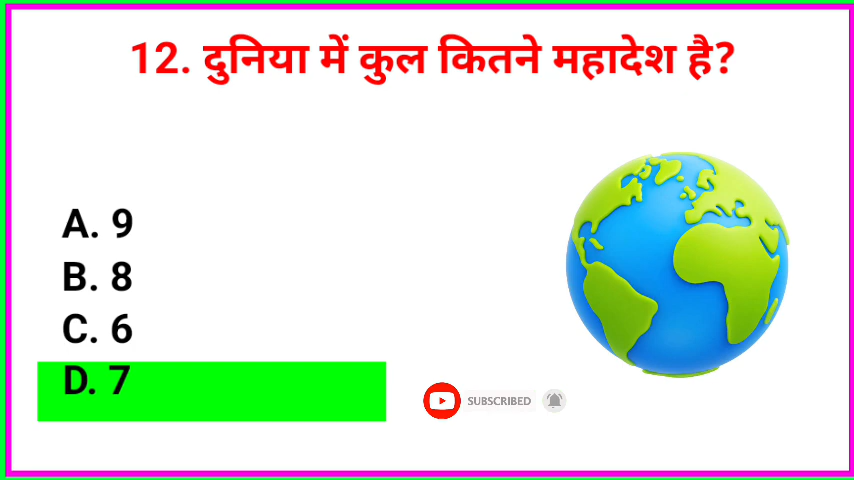 12. दुनिया में कुल कितने महादेश है?
A. 9
B. 8
C. 6
D. 7
SUBSCRIBED